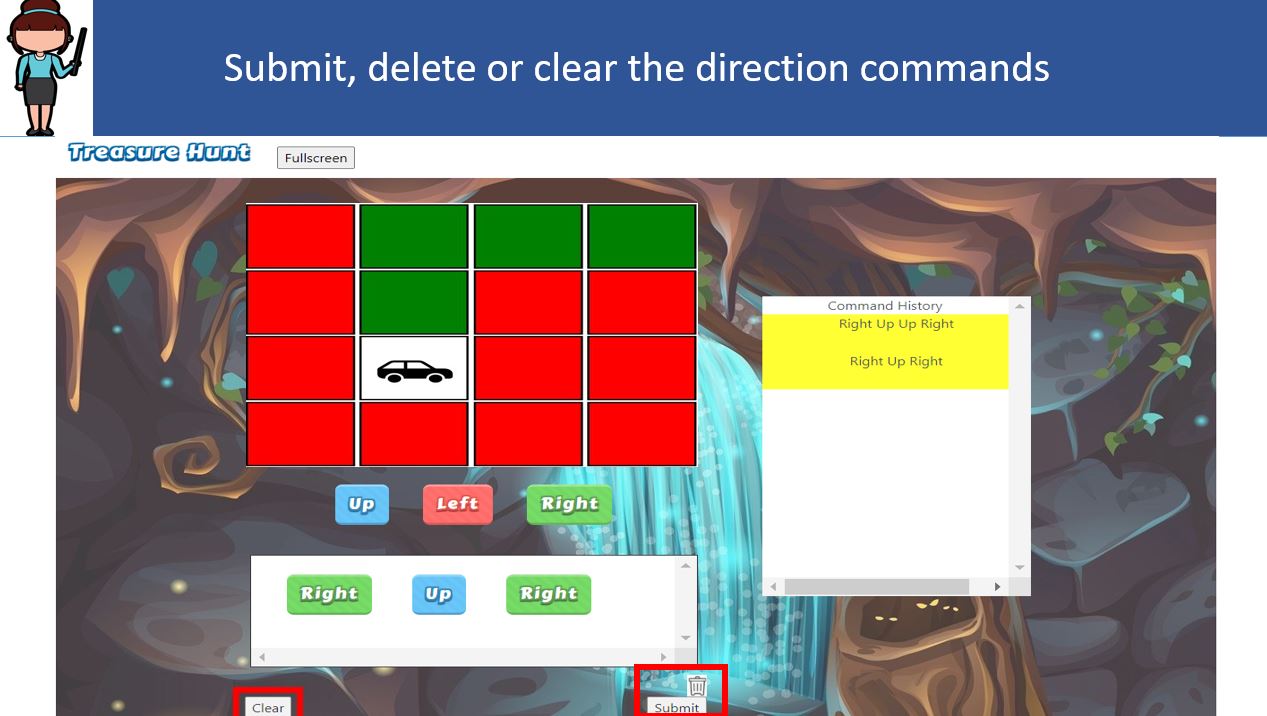 Submit, delete or clear the direction commands
Treasure Hunt
Fullscreen
Command History
Right Up Up Right
Right Up Right
Up Left Right
Right Up Right
Clear
Submit